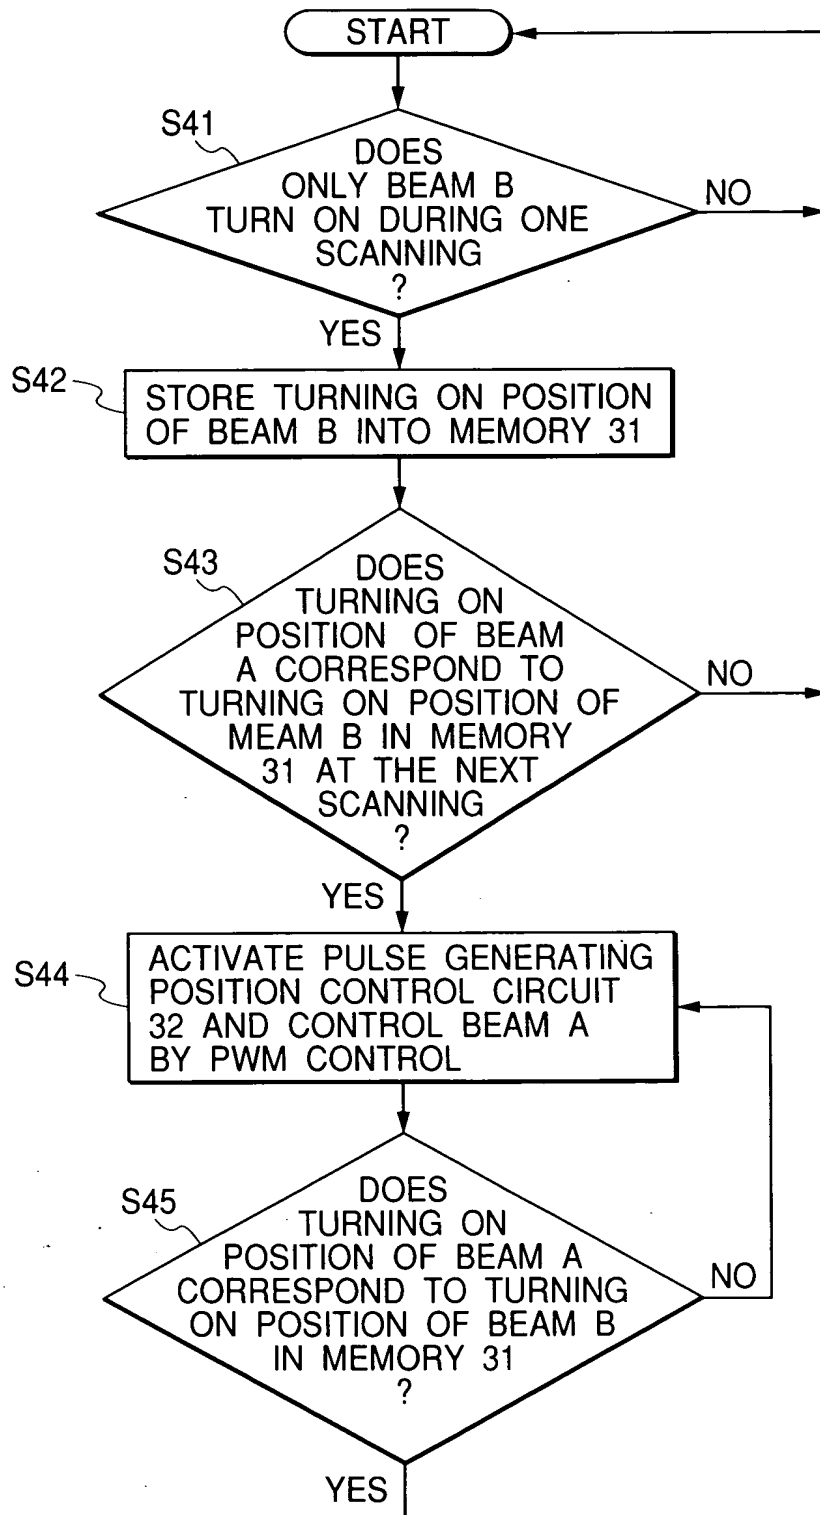 START
S41
DOES
ONLY BEAM B
TURN ON DURING ONE
SCANNING
?
NO
YES
S42
STORE TURNING ON POSITION
OF BEAM B INTO MEMORY 31
S43
DOES
TURNING ON
POSITION OF BEAM
A CORRESPOND TO
TURNING ON POSITION OF
MEAM B IN MEMORY
31 AT THE NEXT
SCANNING
?
NO
YES
S44
ACTIVATE PULSE GENERATING
POSITION CONTROL CIRCUIT
32 AND CONTROL BEAM A
BY PWM CONTROL
S45
DOES
TURNING ON
POSITION OF BEAM A
CORRESPOND TO TURNING
ON POSITION OF BEAM B
IN MEMORY 31
?
NO
YES